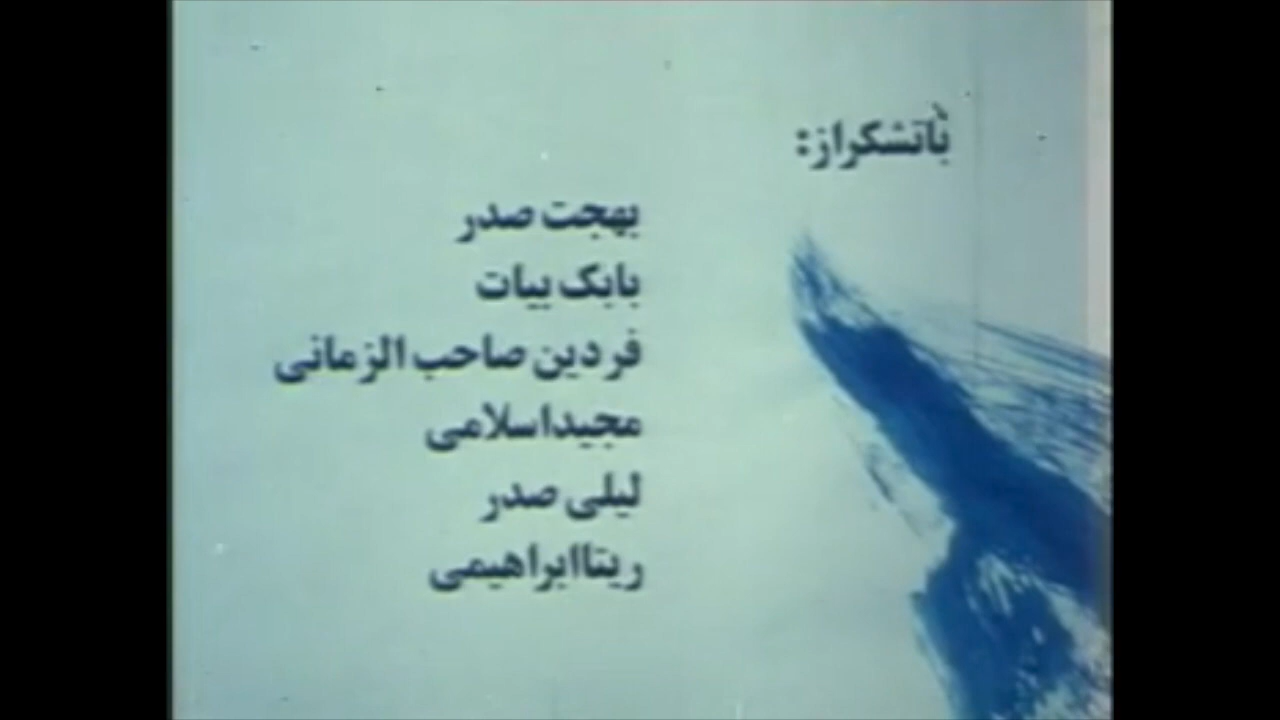 باتشکراز:
بهجت صدر
بابک بیات
فردین صاحب الزمانی
مجیداسلامی
لیلی صدر
ریتاابراهیمی